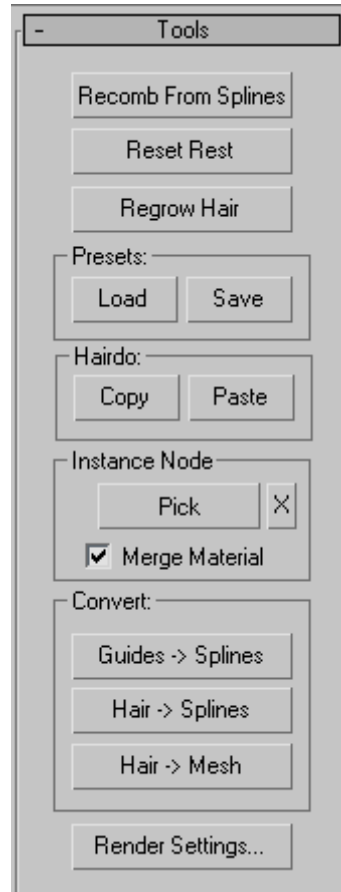 - Tools
Recomb From Splines
Reset Rest
Regrow Hair
Presets:
Load Save
Hairdo:
Copy Paste
Instance Node
Pick X
Merge Material
Convert:
Guides -> Splines
Hair -> Splines
Hair -> Mesh
Render Settings...